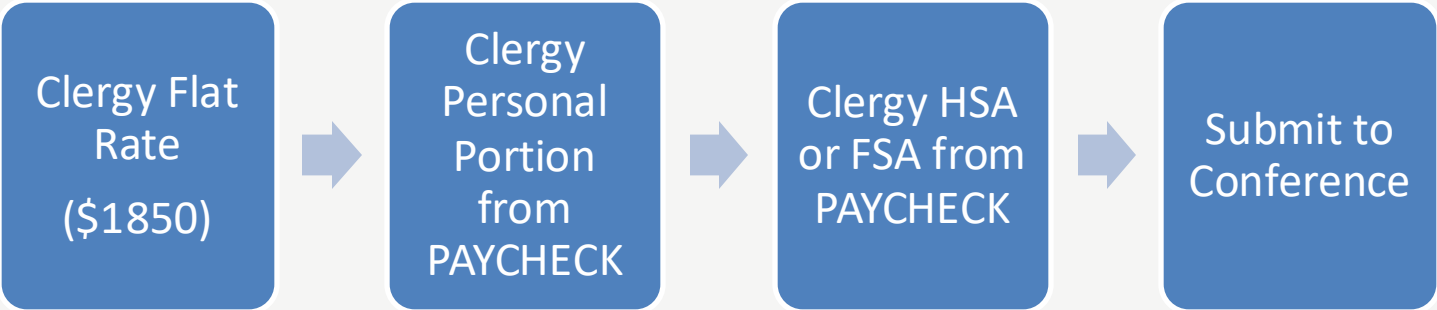 Clergy Flat
Rate
($1850)
Clergy
Personal
Portion
from
PAYCHECK
Clergy HSA
or FSA from
PAYCHECK
Submit to
Conference